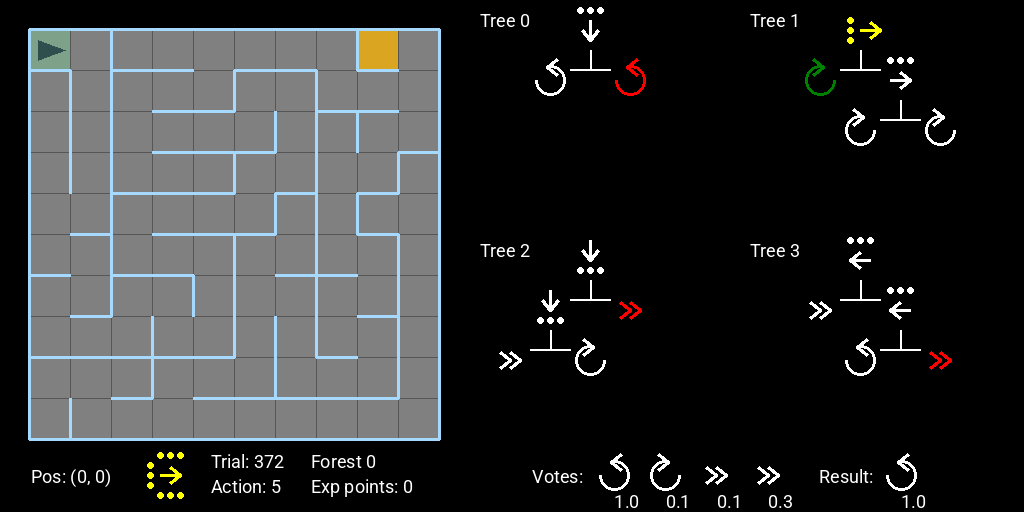 Tree 0
Tree 1
Tree 2
Tree 3
Pos: (0, 0)
Trial: 372
Forest 0
Action: 5
Exp points: 0
Votes:
1.0
0.1
0.1
0.3
Result:
1.0